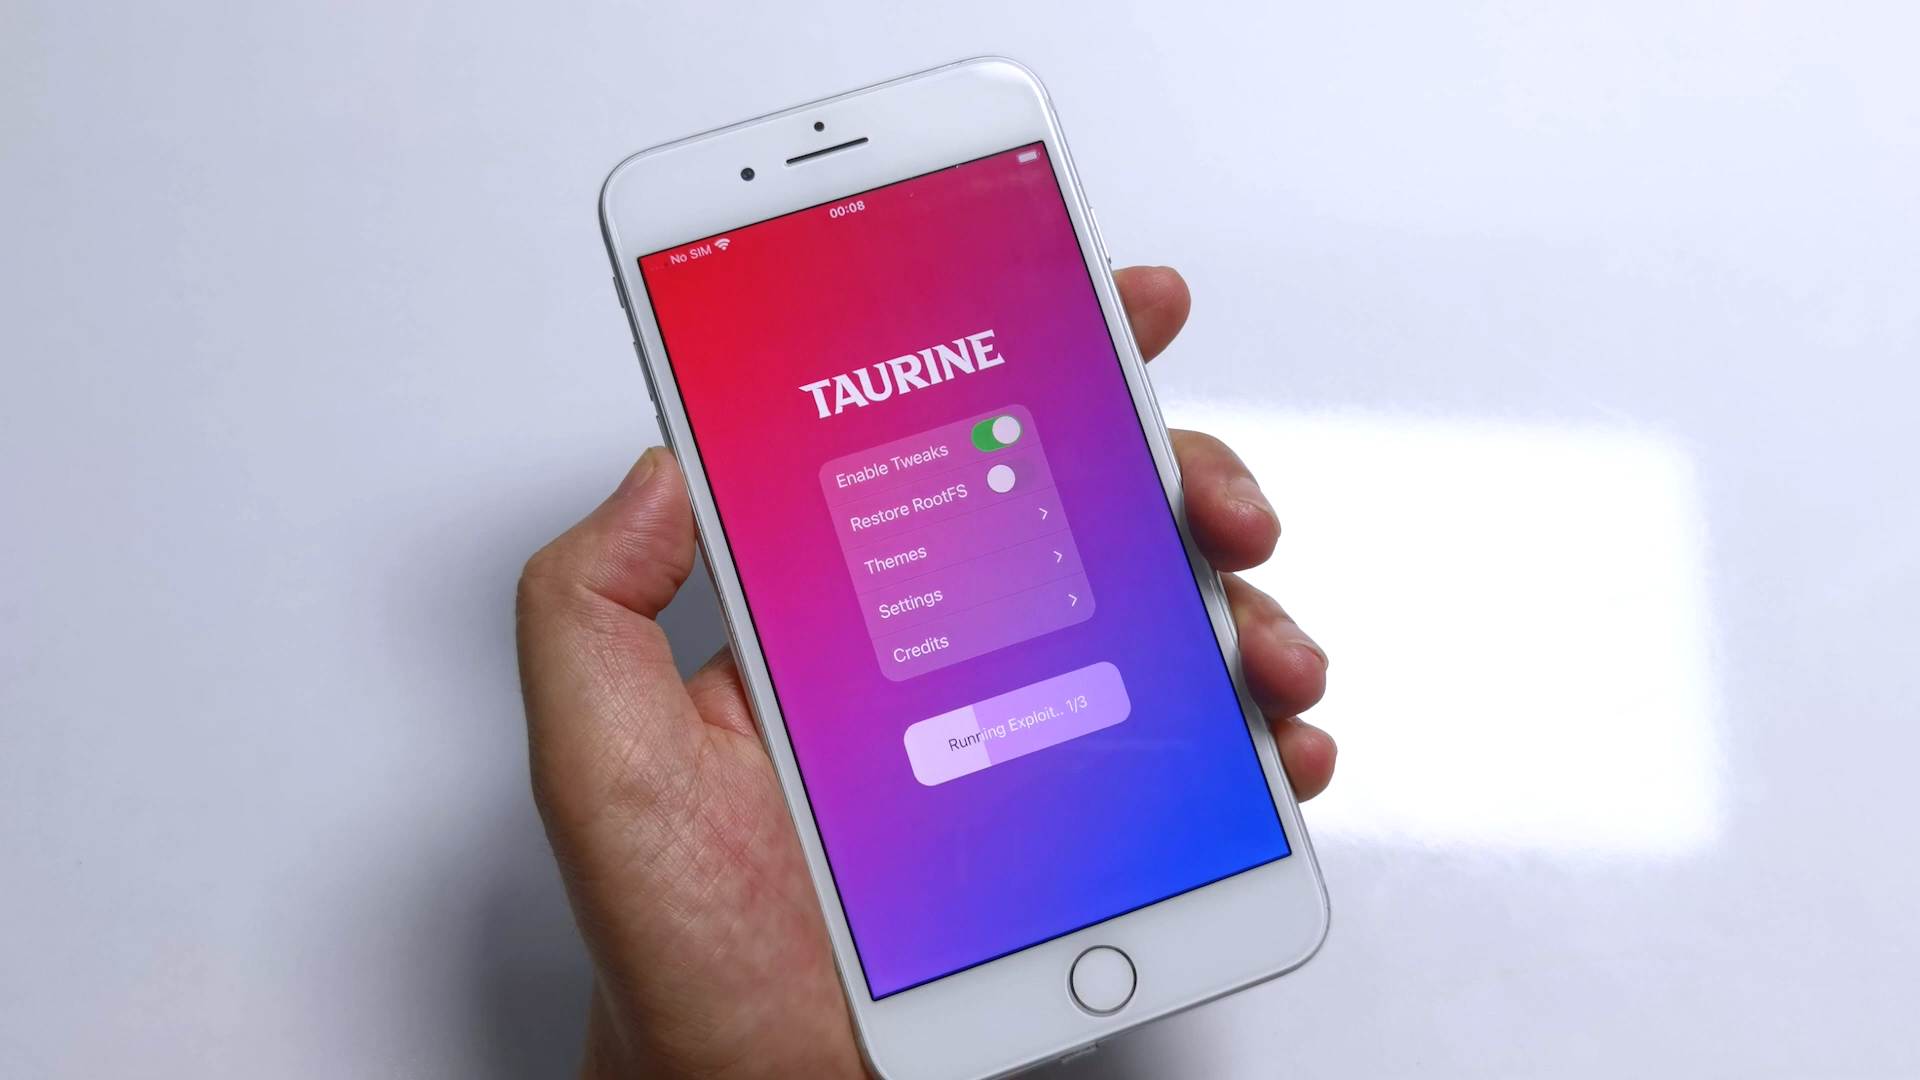 No SIM
00:08
TAURINE
Enable Tweaks
Restore RootFS
Themes
Settings
Credits
Running Exploit.. 1/3